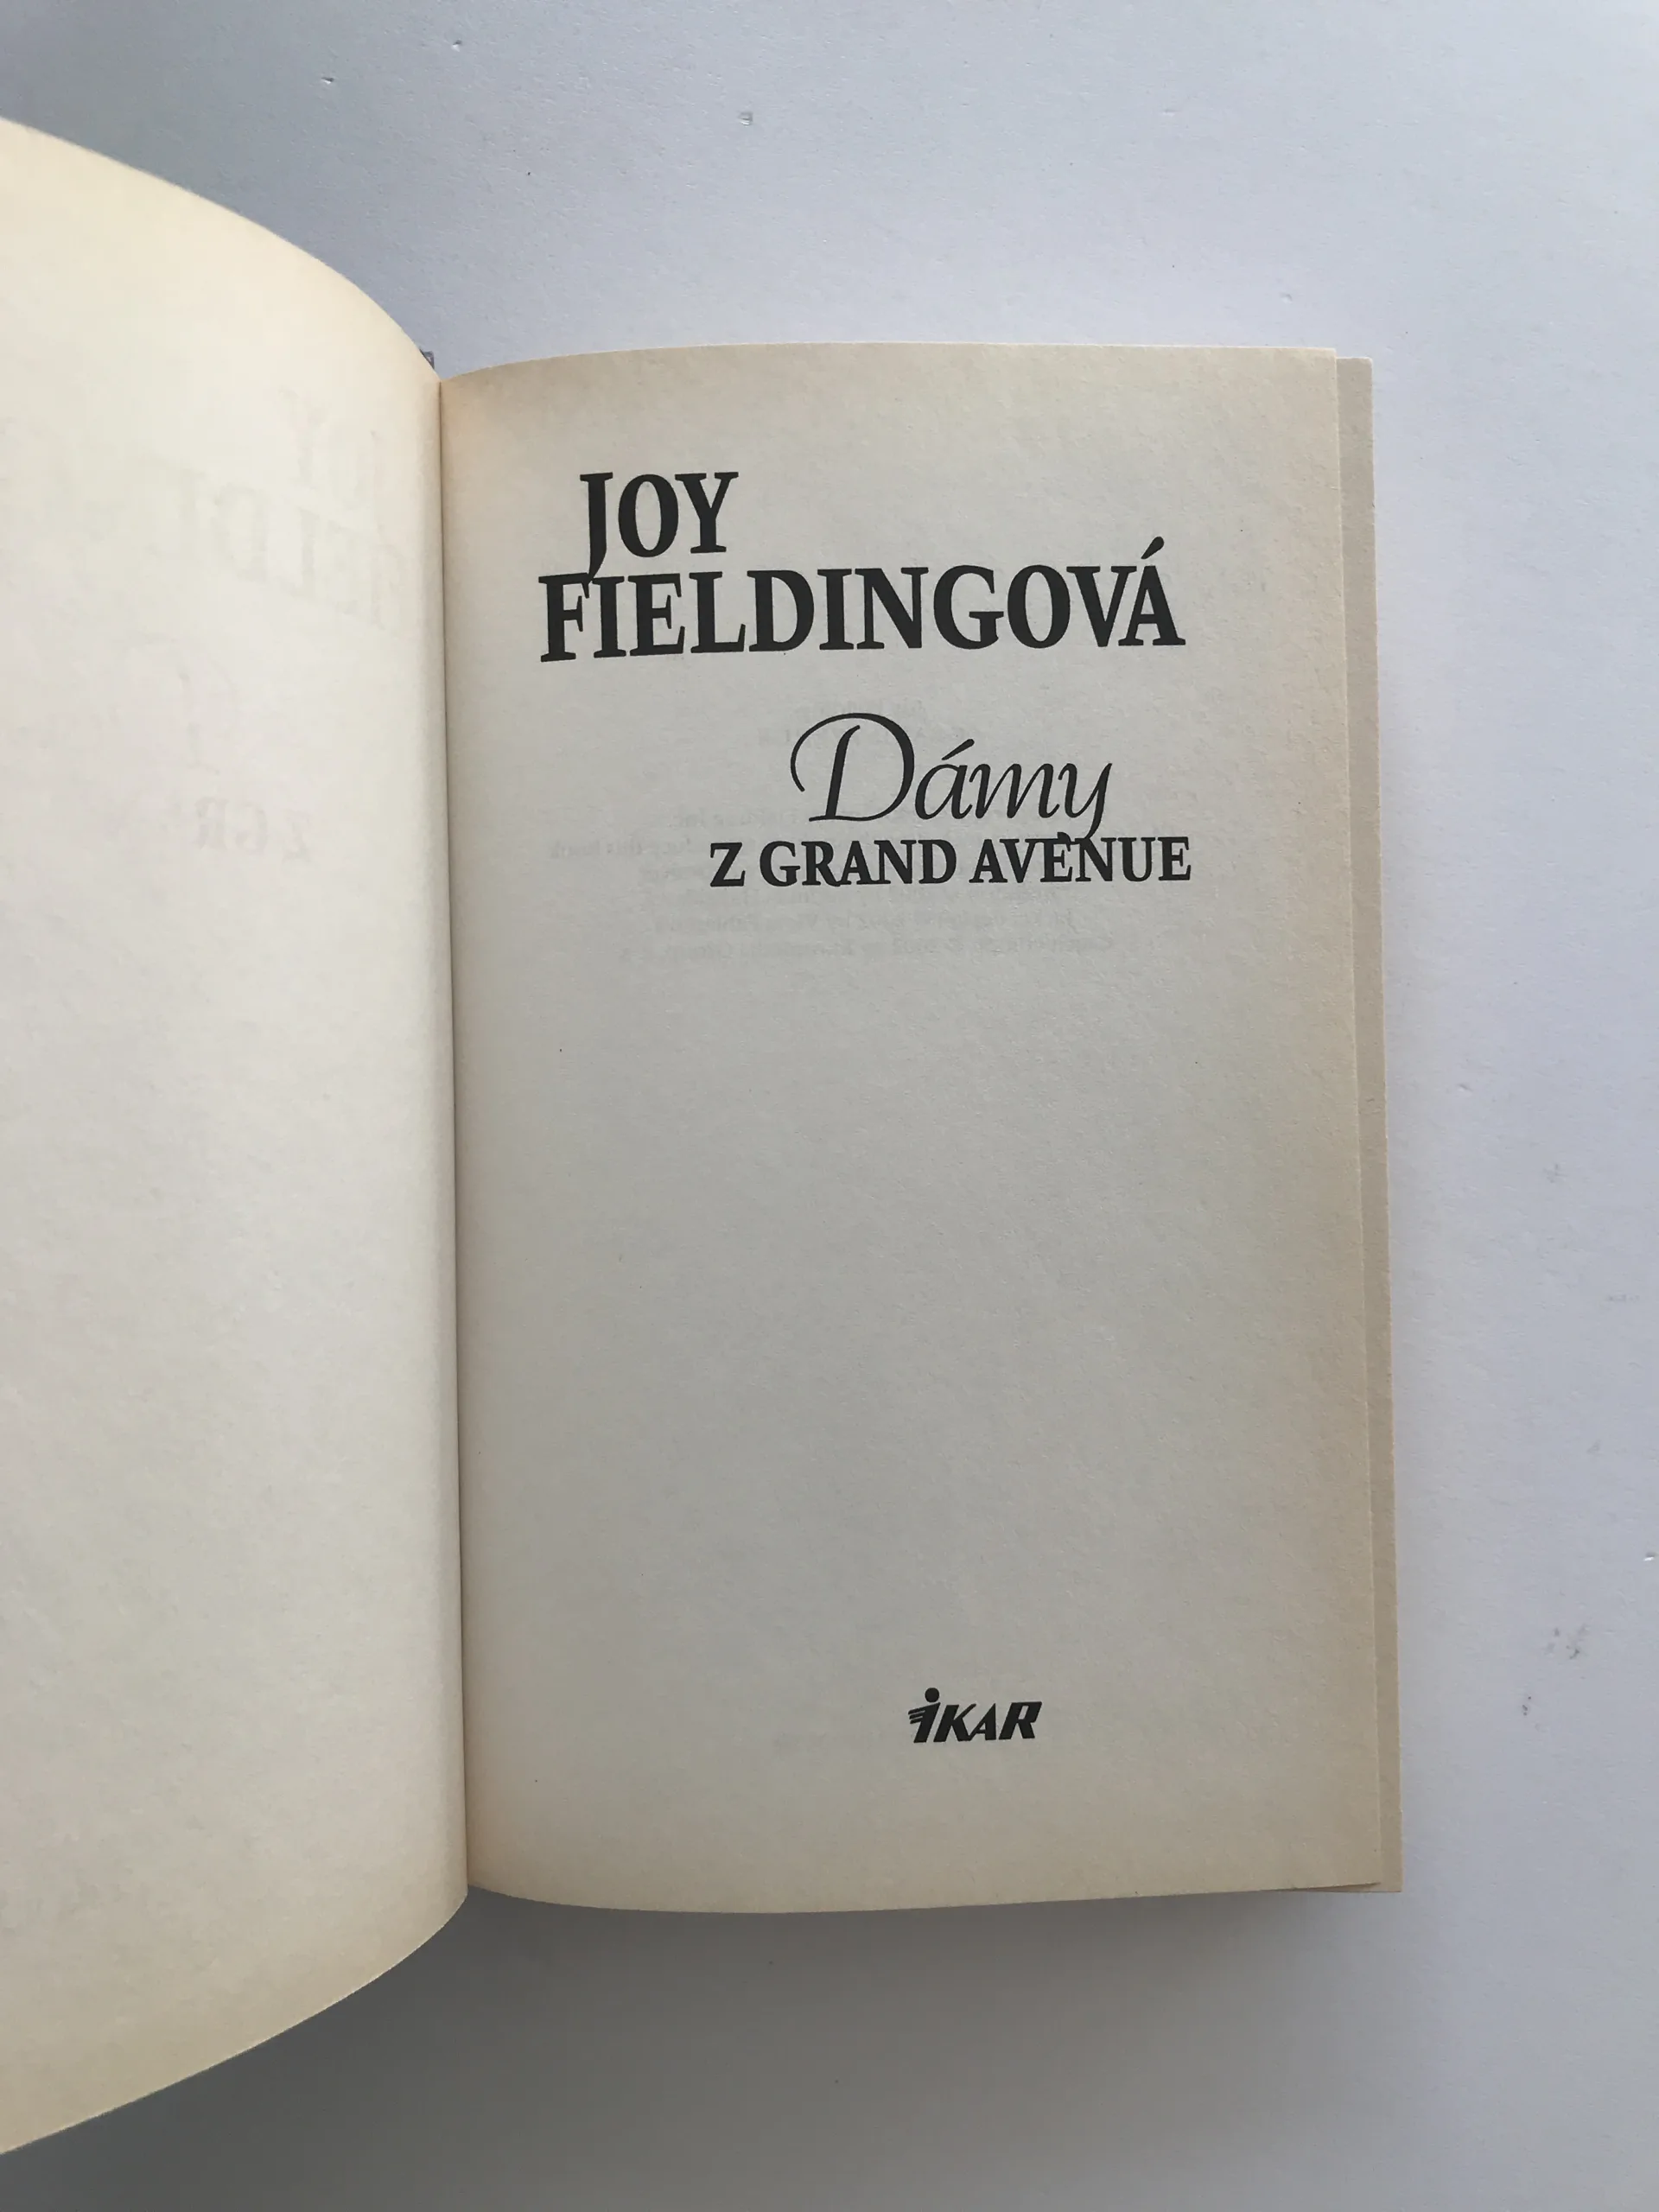 JOY
FIELDINGOVÁ
Dámy
Z GRAND AVENUE
IKAR